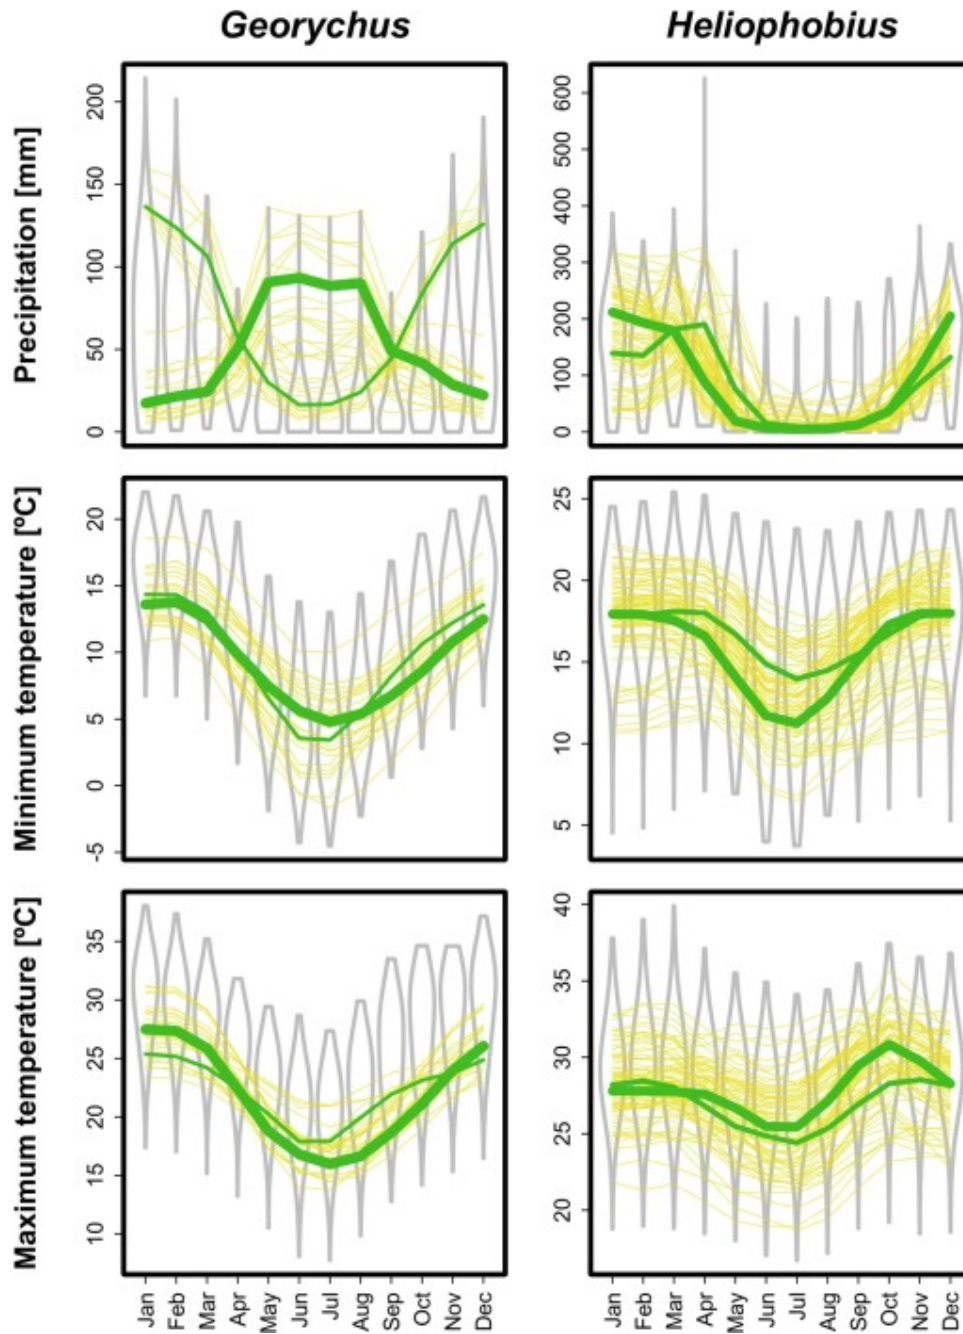 Georychus Heliophobius
Precipitation [mm]
0 50 100 150 200
0 100 200 300 400 500 600
Minimum temperature [ºC]
-5 0 5 10 15 20
5 10 15 20 25
Maximum temperature [ºC]
10 15 20 25 30 35
20 25 30 35 40
Jan Feb Mar Apr May Jun Jul Aug Sep Oct Nov Dec
Jan Feb Mar Apr May Jun Jul Aug Sep Oct Nov Dec